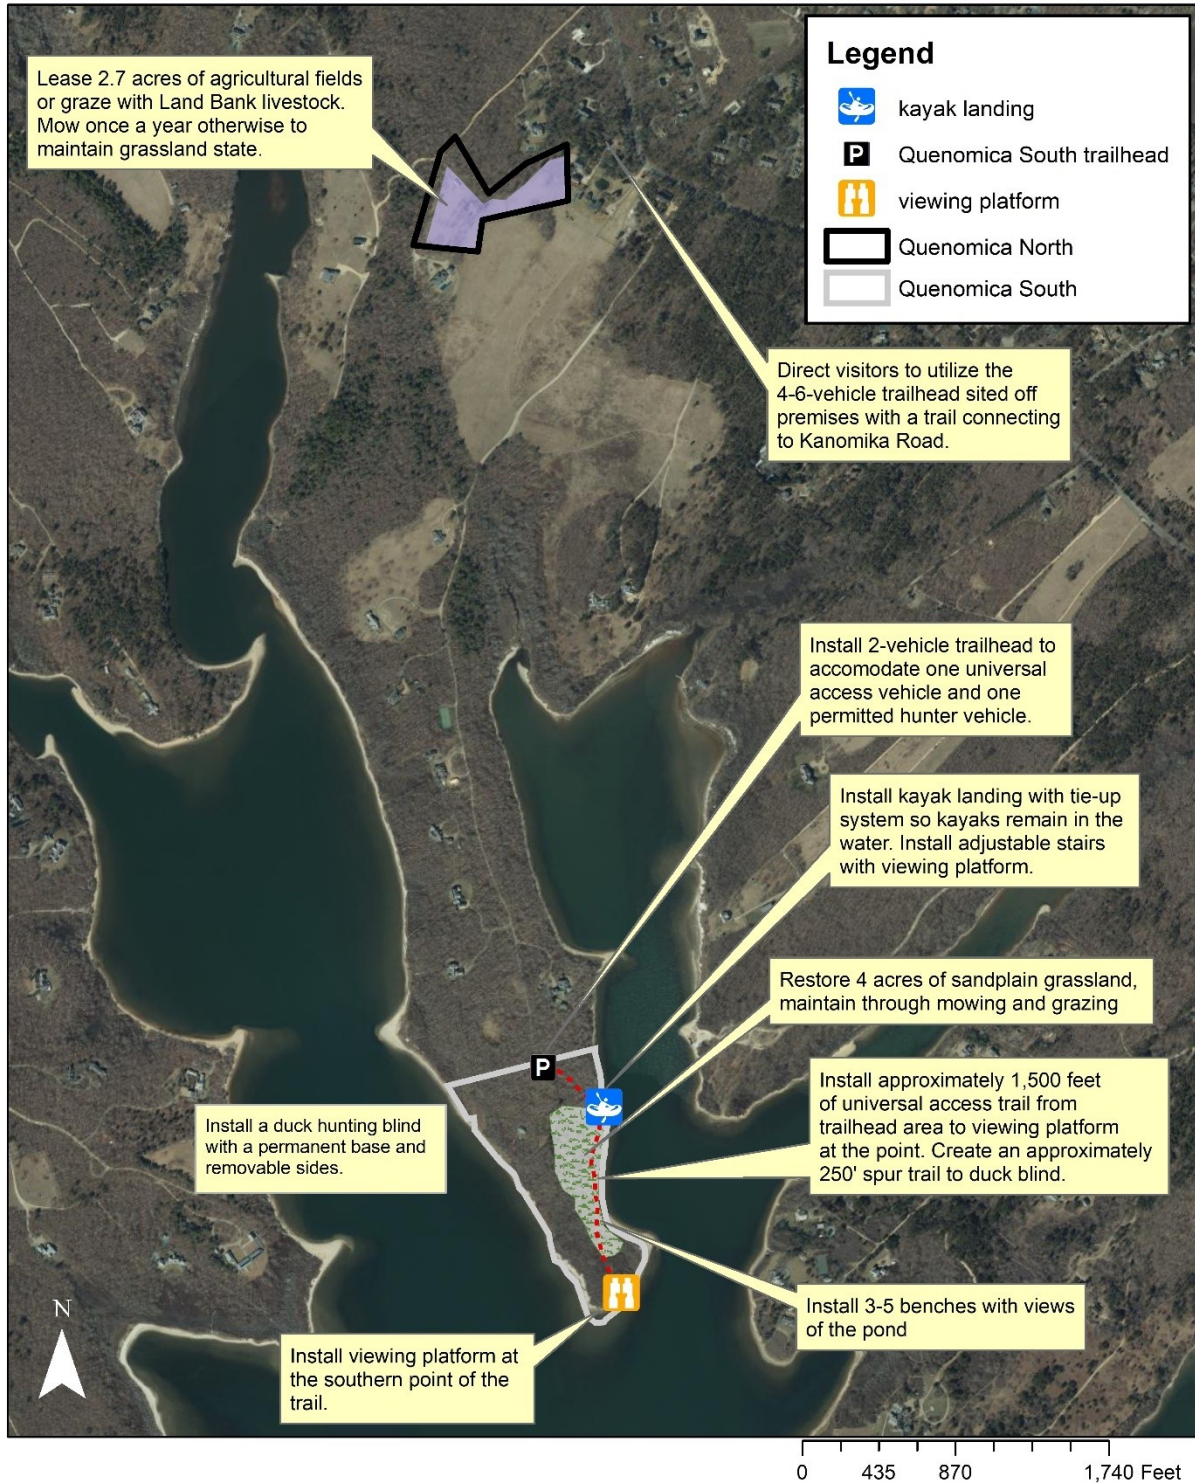 Lease 2.7 acres of agricultural fields
or graze with Land Bank livestock.
Mow once a year otherwise to
maintain grassland state.
Legend
kayak landing
P
Quenomica South trailhead
viewing platform
Quenomica North
Quenomica South
Direct visitors to utilize the
4-6-vehicle trailhead sited off
premises with a trail connecting
to Kanomika Road.
Install 2-vehicle trailhead to
accomodate one universal
access vehicle and one
permitted hunter vehicle.
Install kayak landing with tie-up
system so kayaks remain in the
water. Install adjustable stairs
with viewing platform.
Restore 4 acres of sandplain grassland,
maintain through mowing and grazing
P
Install approximately 1,500 feet
of universal access trail from
trailhead area to viewing platform
at the point. Create an approximately
250' spur trail to duck blind.
Install a duck hunting blind
with a permanent base and
removable sides.
Install 3-5 benches with views
of the pond
N
Install viewing platform at
the southern point of the
trail.
0 435 870 1,740 Feet